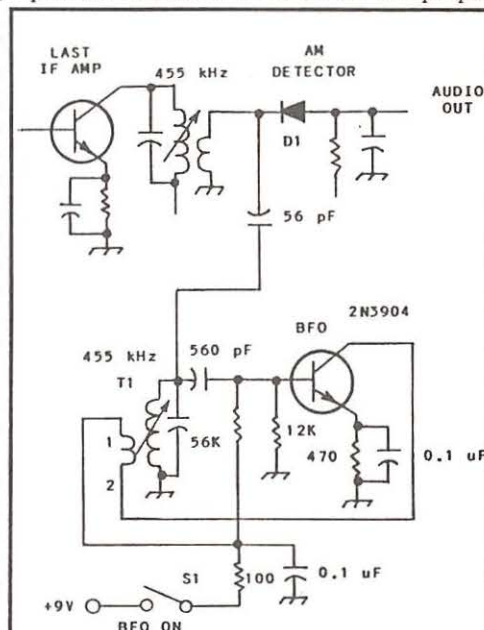 LAST
IF AMP
455 kHz
AM
DETECTOR
AUDIO
OUT
D1
56 pF
2N3904
BFO
455 kHz
T1
560 pF
1
56K
12K
470
0.1 uF
2
S1
100
0.1 uF
+9V
BFO ON